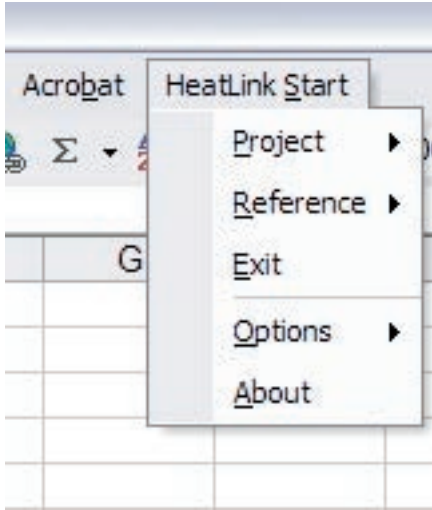 Acrobat HeatLink Start
Σ
Project
Reference
G
Exit
Options
About